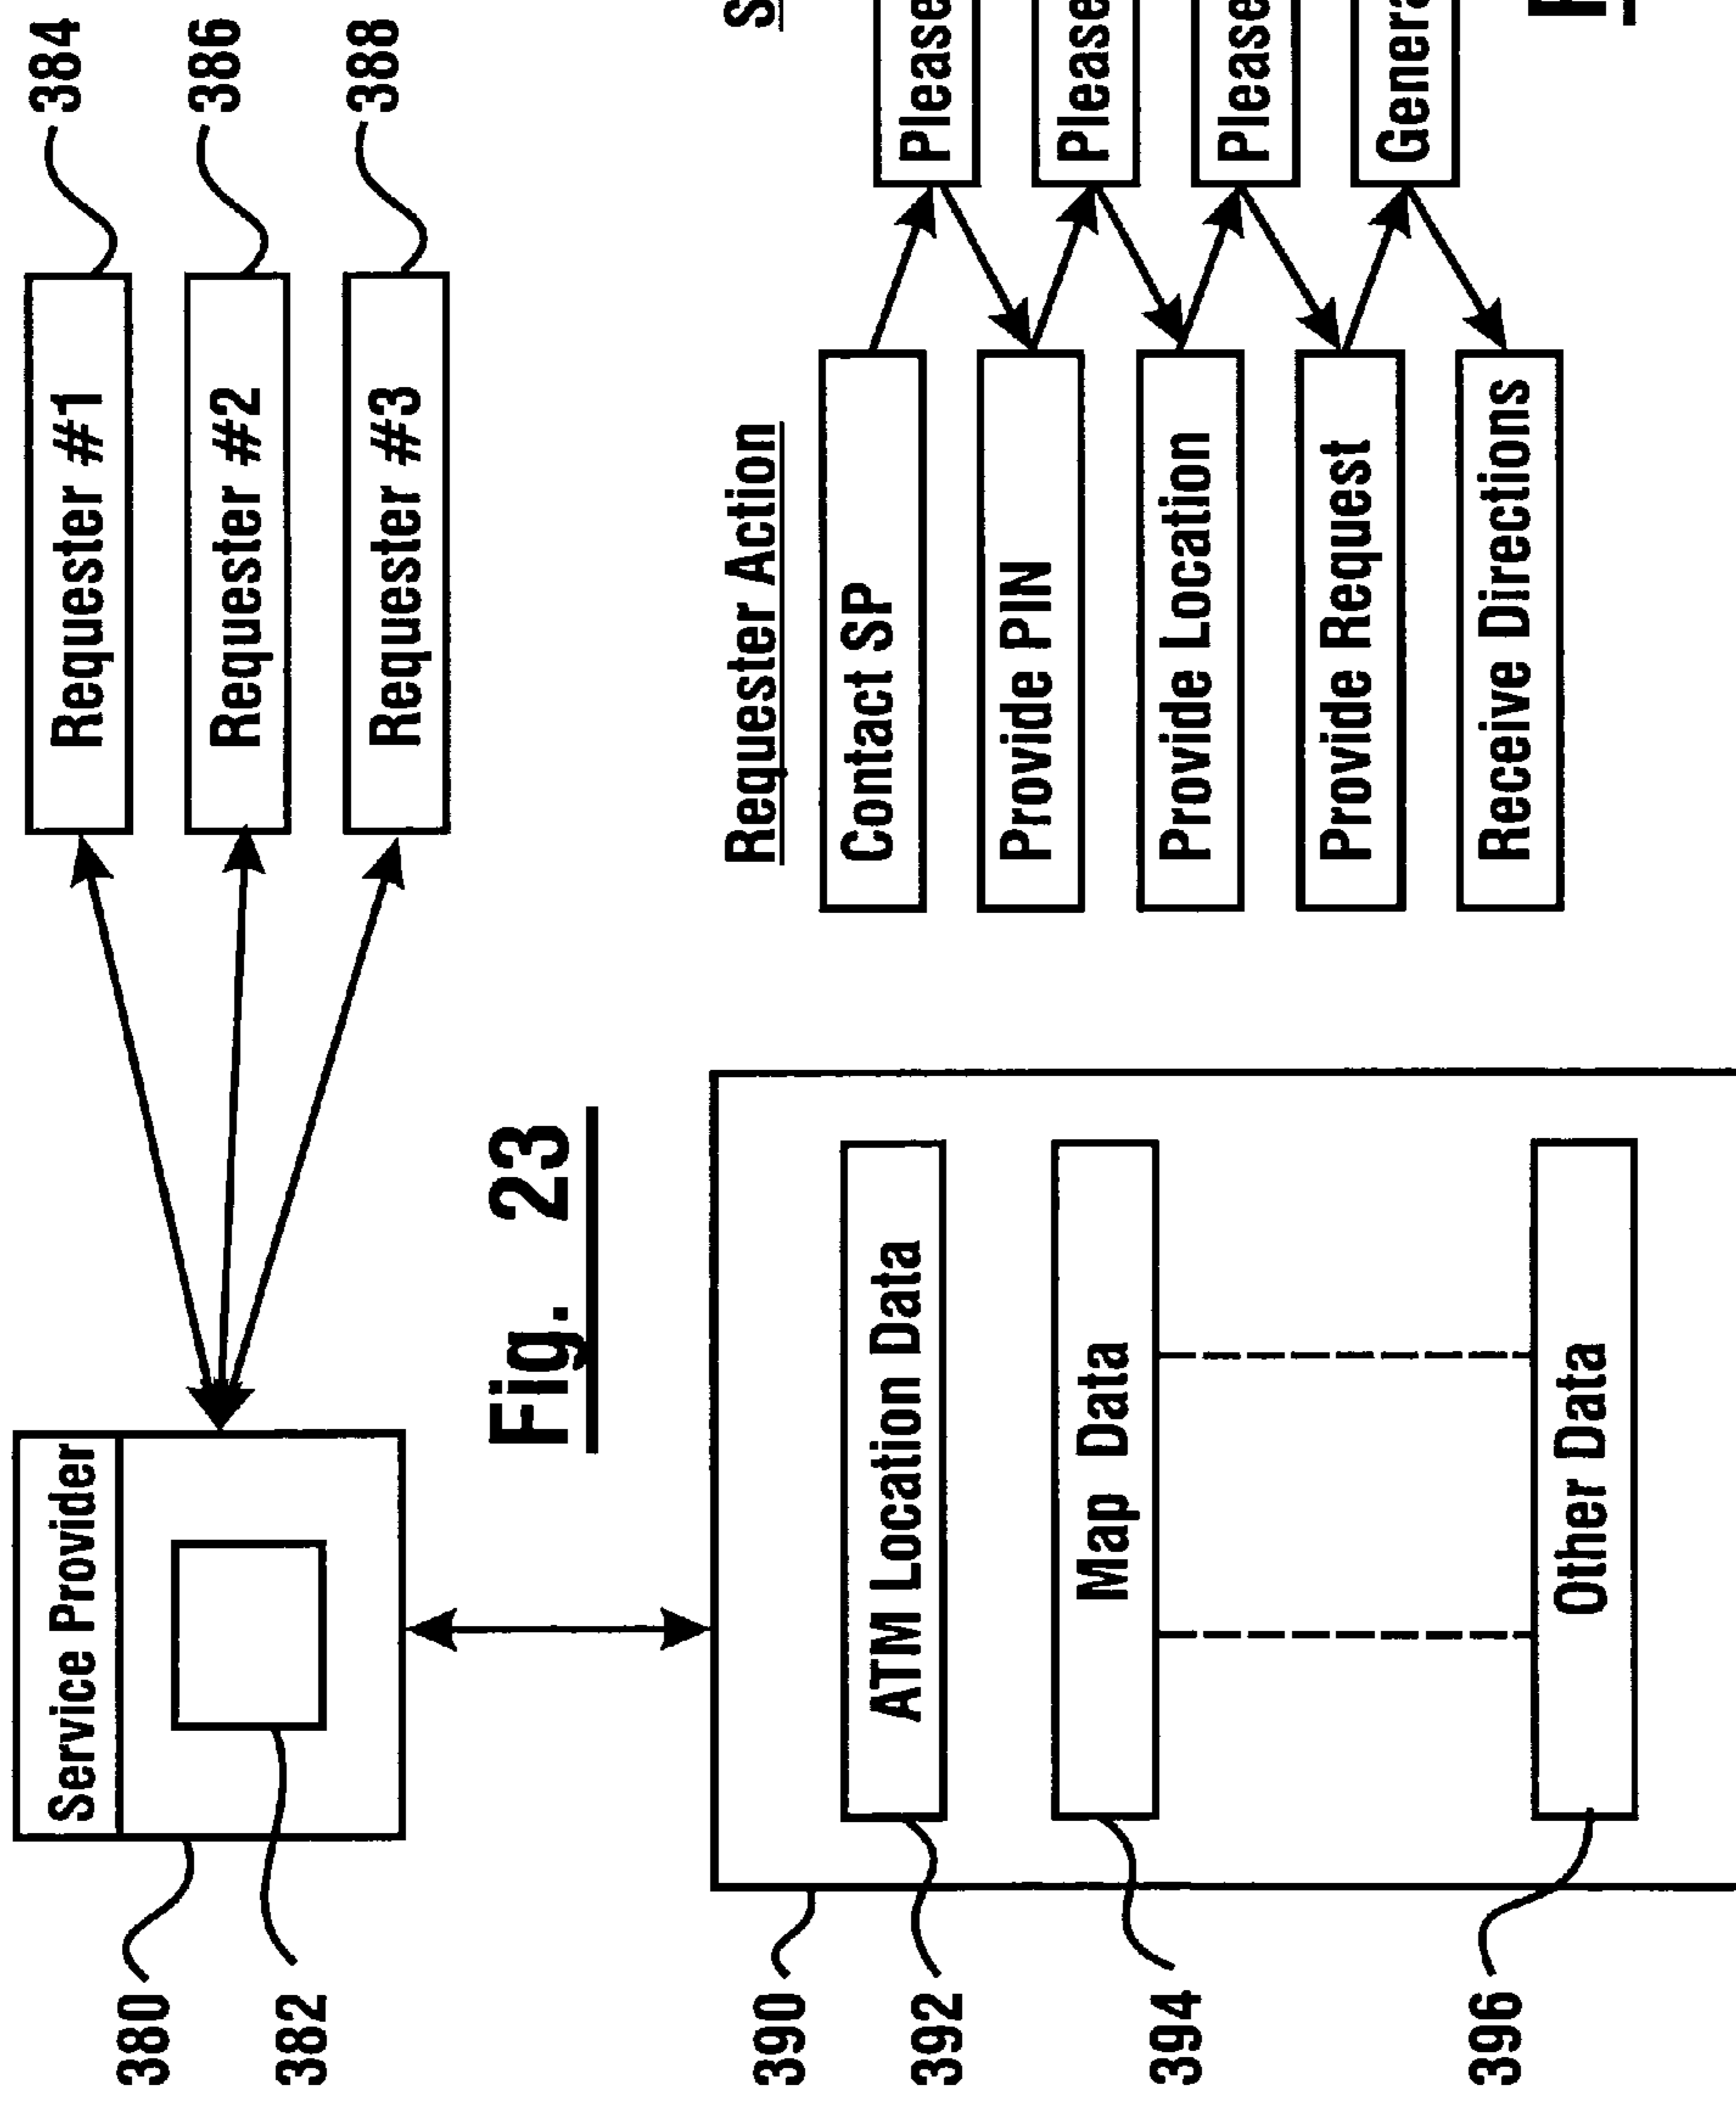 384
386
388
Requester #1
Requester #2
Requester #3
Service Provider
380
382
Fig. 23
390
392
394
396
ATM Location Data
Map Data
Other Data
Requester Action
Contact SP
Provide PIN
Provide Location
Provide Request
Receive Directions
S
Please
Please
Please
Genera